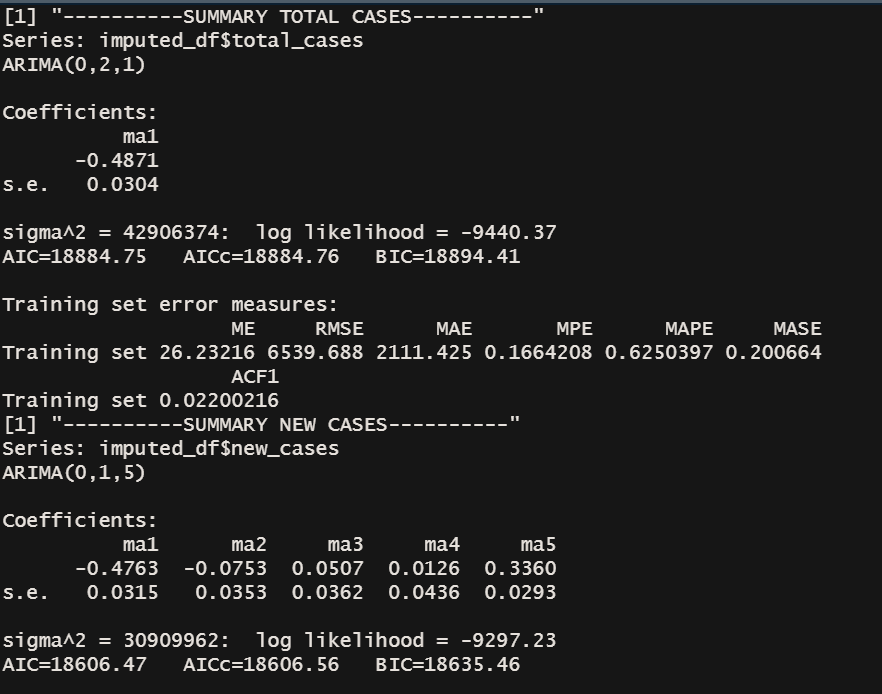 [1] "----------SUMMARY TOTAL CASES----------"
Series: imputed_df$total_cases
ARIMA(0,2,1)

Coefficients:
          ma1
      -0.4871
s.e.   0.0304

sigma^2 = 42906374:  log likelihood = -9440.37
AIC=18884.75   AICc=18884.76   BIC=18894.41

Training set error measures:
                   ME     RMSE      MAE       MPE      MAPE     MASE
Training set 26.23216 6539.688 2111.425 0.1664208 0.6250397 0.200664
                   ACF1
Training set 0.02200216
[1] "----------SUMMARY NEW CASES----------"
Series: imputed_df$new_cases
ARIMA(0,1,5)

Coefficients:
          ma1      ma2     ma3     ma4     ma5
      -0.4763  -0.0753  0.0507  0.0126  0.3360
s.e.   0.0315   0.0353  0.0362  0.0436  0.0293

sigma^2 = 30909962:  log likelihood = -9297.23
AIC=18606.47   AICc=18606.56   BIC=18635.46